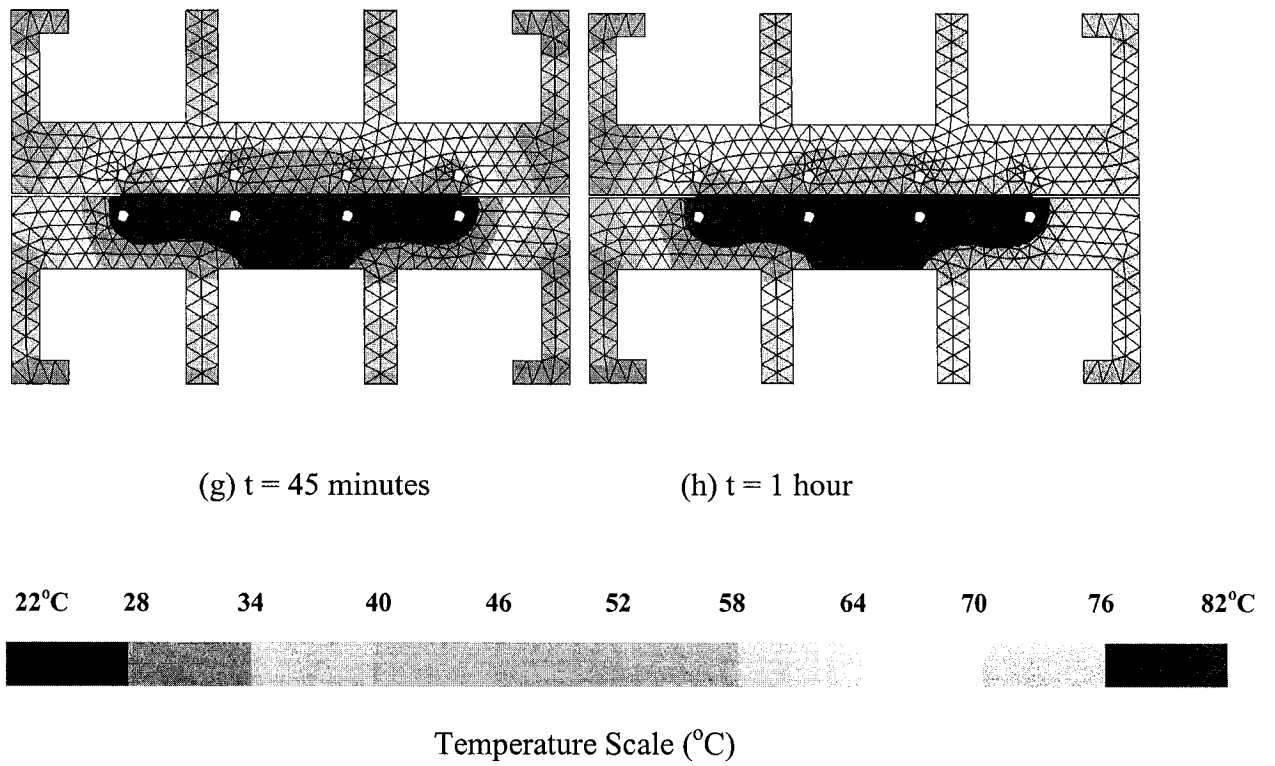 (g) t = 45 minutes (h) t = 1 hour
22°C 28 34 40 46 52 58 64 70 76 82°C
Temperature Scale (°C)